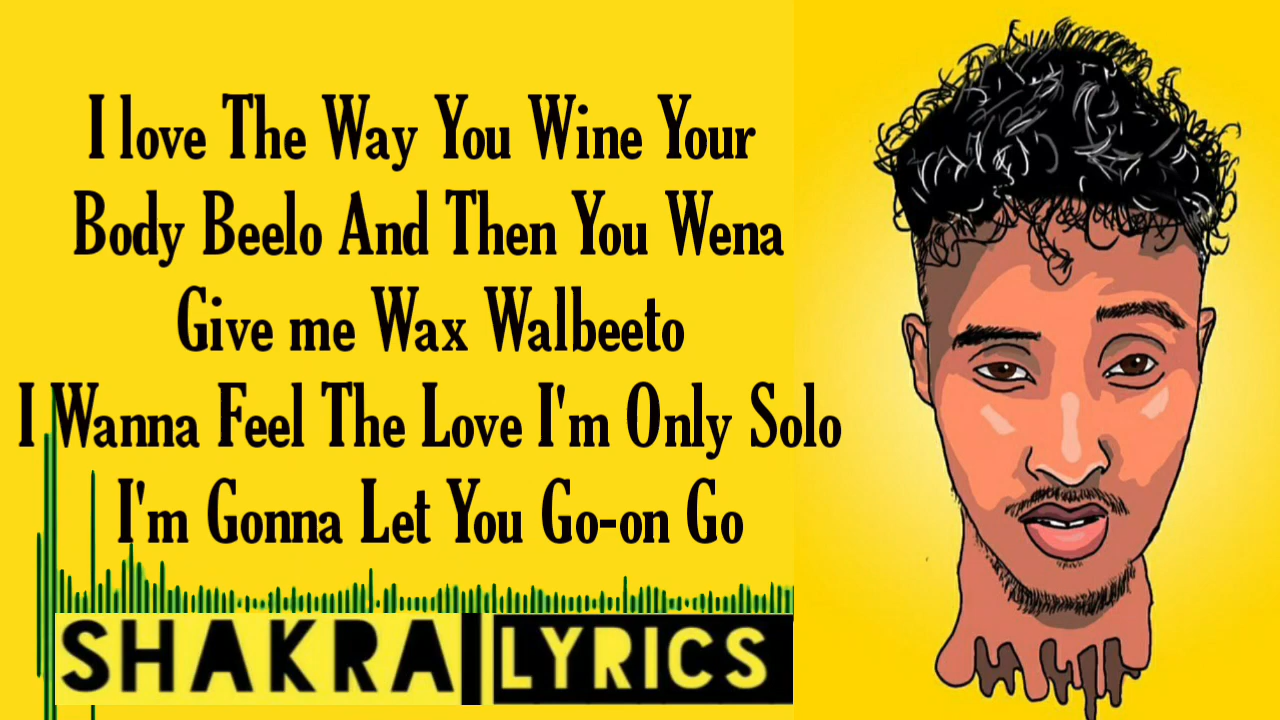 I love The Way You Wine Your
Body Beelo And Then You Wena
Give me Wax Walbeeto
I Wanna Feel The Love I'm Only Solo
I'm Gonna Let You Go-on Go
SHAKRA LYRICS